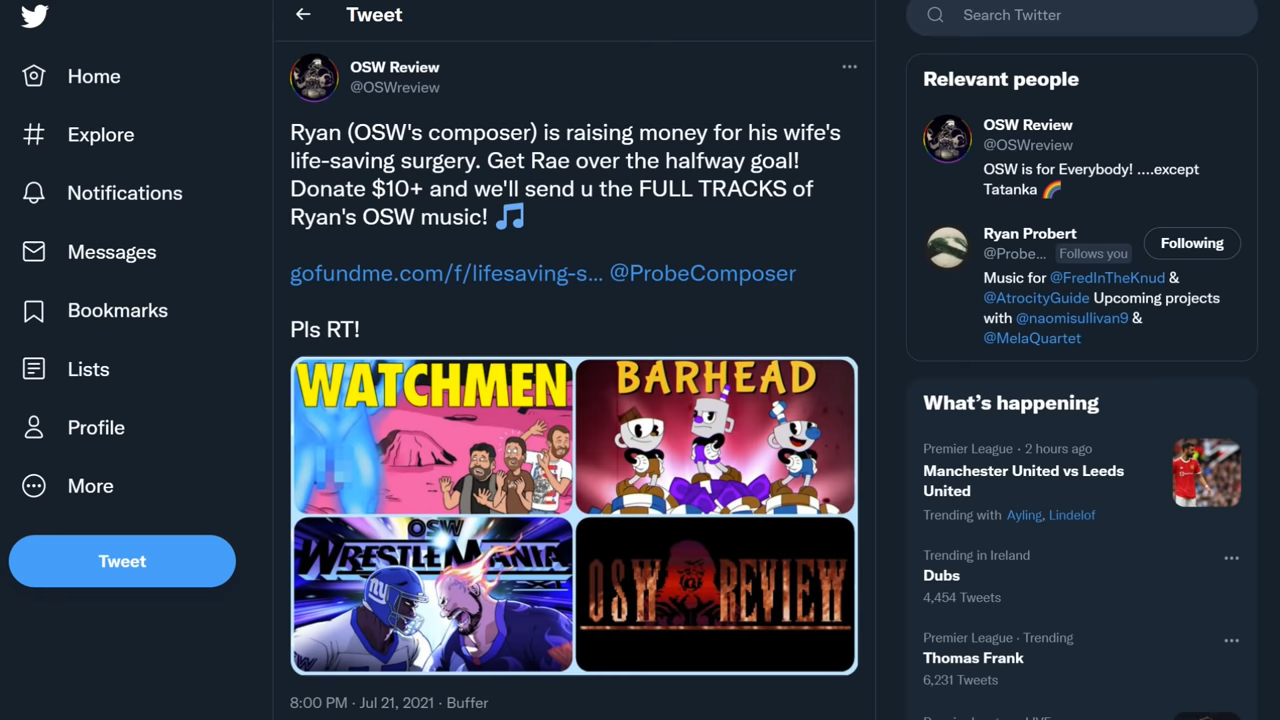 Home
Explore
Notifications
Messages
Bookmarks
Lists
Profile
More
Tweet
Tweet
OSW Review
@OSWreview
Ryan (OSW's composer) is raising money for his wife's
life-saving surgery. Get Rae over the halfway goal!
Donate $10+ and we'll send u the FULL TRACKS of
Ryan's OSW music! 🎵
gofundme.com/f/lifesaving-s... @ProbeComposer
Pls RT!
WATCHMEN
BARHEAD
OSW
WRESTLEMANIA
XI
ny
OSW REVIEW
8:00 PM · Jul 21, 2021 · Buffer
Search Twitter
Relevant people
OSW Review
@OSWreview
OSW is for Everybody! ....except
Tatanka 🌈
Ryan Probert
@Probe... Follows you
Following
Music for @FredInTheKnud &
@AtrocityGuide Upcoming projects
with @naomisullivan9 &
@MelaQuartet
What's happening
Premier League · 2 hours ago
Manchester United vs Leeds
United
Trending with Ayling, Lindelof
Trending in Ireland
Dubs
4,454 Tweets
Premier League · Trending
Thomas Frank
6,231 Tweets